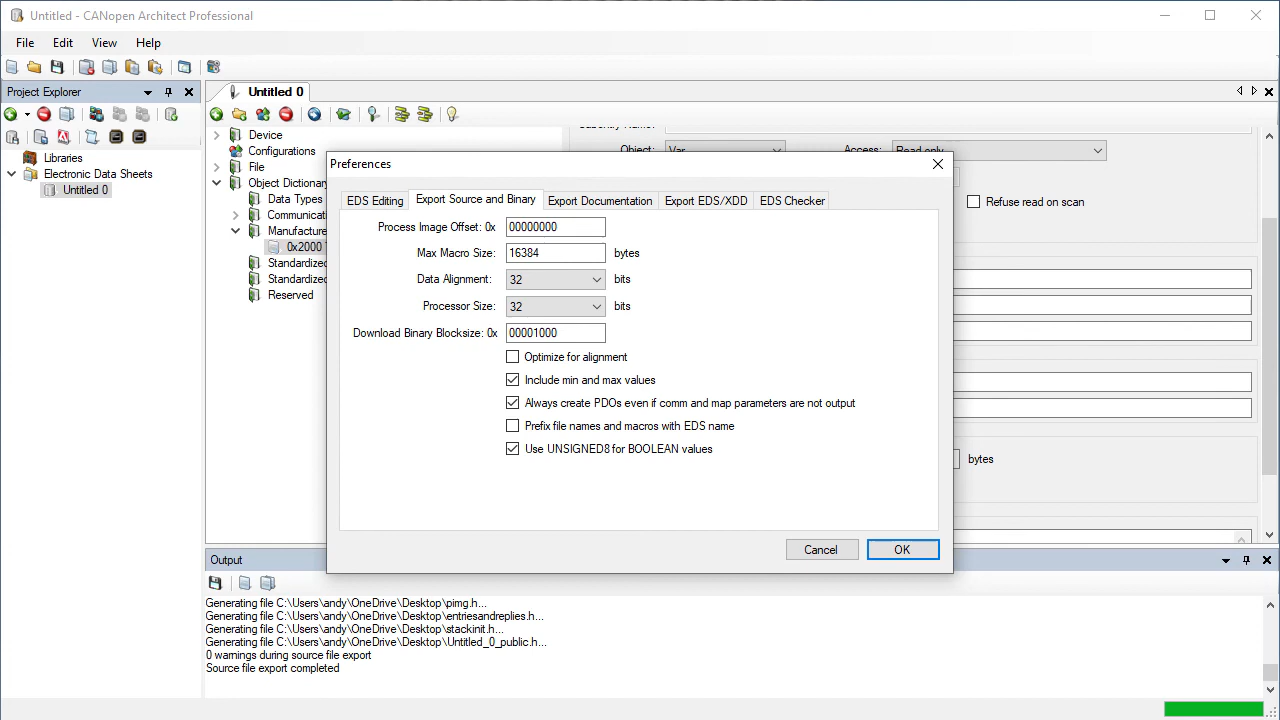 Untitled - CANopen Architect Professional
File Edit View Help
Project Explorer
Untitled 0
Libraries
Electronic Data Sheets
Untitled 0
Device
Configurations
File
Object Dictionary
Data Types
Communicati
Manufacture
0x2000
Standardized
Standardized
Reserved
Object: Var
Access: Read only
Refuse read on scan
bytes
Preferences
EDS Editing
Export Source and Binary
Export Documentation
Export EDS/XDD
EDS Checker
Process Image Offset: 0x 00000000
Max Macro Size: 16384 bytes
Data Alignment: 32 bits
Processor Size: 32 bits
Download Binary Blocksize: 0x 00001000
Optimize for alignment
Include min and max values
Always create PDOs even if comm and map parameters are not output
Prefix file names and macros with EDS name
Use UNSIGNED8 for BOOLEAN values
Cancel OK
Output
Generating file C:\Users\andy\OneDrive\Desktop\pimg.h...
Generating file C:\Users\andy\OneDrive\Desktop\entriesandreplies.h...
Generating file C:\Users\andy\OneDrive\Desktop\stackinit.h...
Generating file C:\Users\andy\OneDrive\Desktop\Untitled_0_public.h...
0 warnings during source file export
Source file export completed